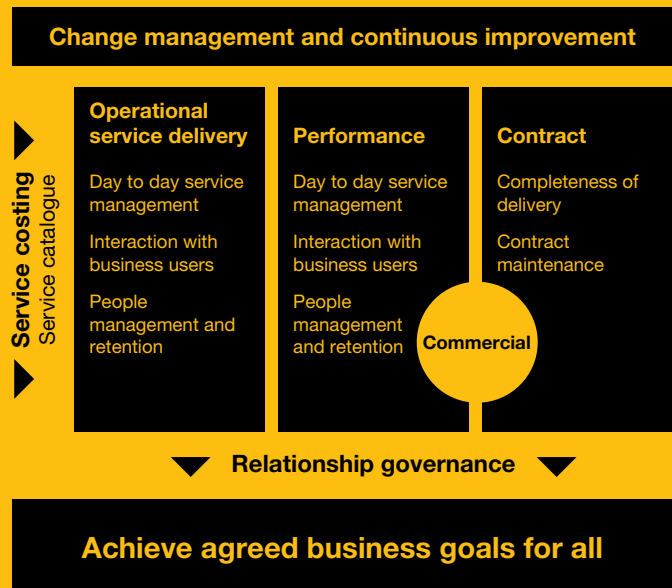 Change management and continuous improvement
Service costing
Service catalogue
Operational
service delivery
Day to day service
management
Interaction with
business users
People
management and
retention
Performance
Day to day service
management
Interaction with
business users
People
management
and retention
Contract
Completeness of
delivery
Contract
maintenance
Commercial
Relationship governance
Achieve agreed business goals for all